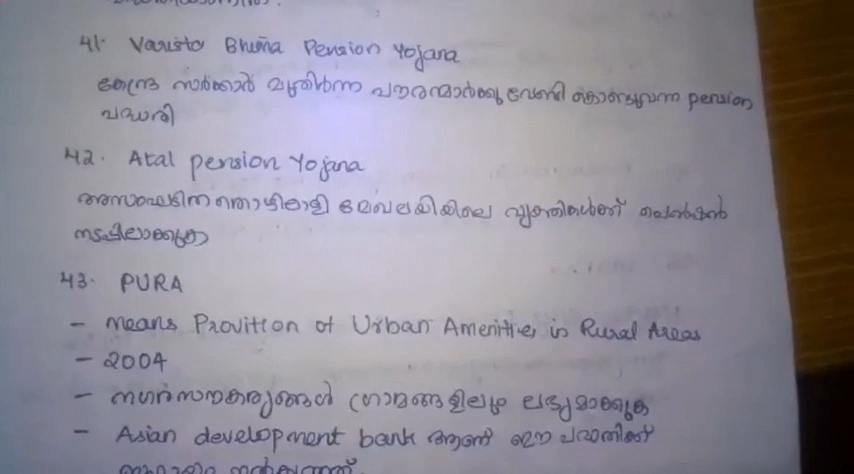 41. Varista Bhima Pension Yojana
കേന്ദ്ര സർക്കാർ മുതിർന്ന പൗരന്മാർക്കു വേണ്ടി കൊണ്ടുവന്ന pension
പദ്ധതി
42. Atal pension Yojana
അസംഘടിത തൊഴിലാളി മേഖലയിലെ വ്യക്തികൾക്ക് പെൻഷൻ
നടപ്പിലാക്കുക
43. PURA
- means Provition of Urban Amenities in Rural Areas
- 2004
- നഗരസൗകര്യങ്ങൾ ഗ്രാമങ്ങളിലും ലഭ്യമാക്കുക
- Asian development bank ആണ് ഈ പദ്ധതിക്ക്